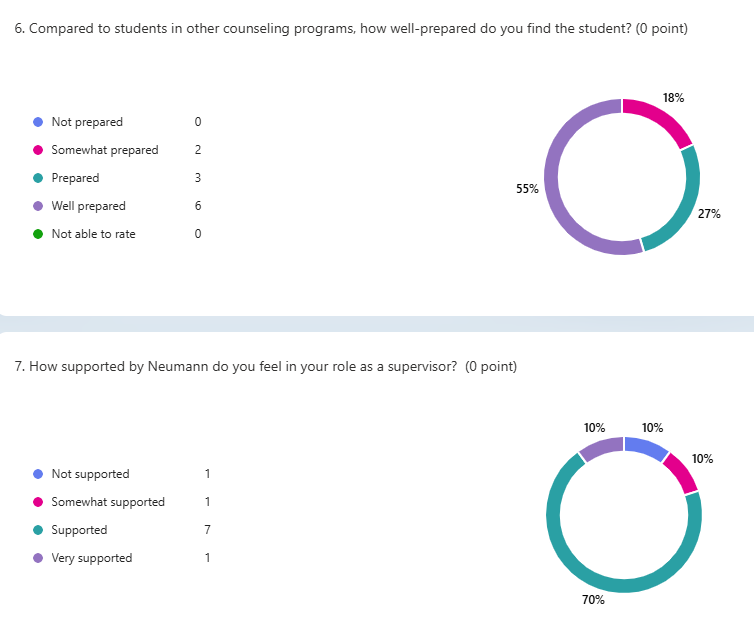 6. Compared to students in other counseling programs, how well-prepared do you find the student? (0 point)
18%
Not prepared 0
Somewhat prepared 2
Prepared 3
55%
Well prepared 6
27%
Not able to rate 0
7. How supported by Neumann do you feel in your role as a supervisor? (0 point)
10% 10%
10%
Not supported 1
Somewhat supported 1
Supported 7
Very supported 1
70%